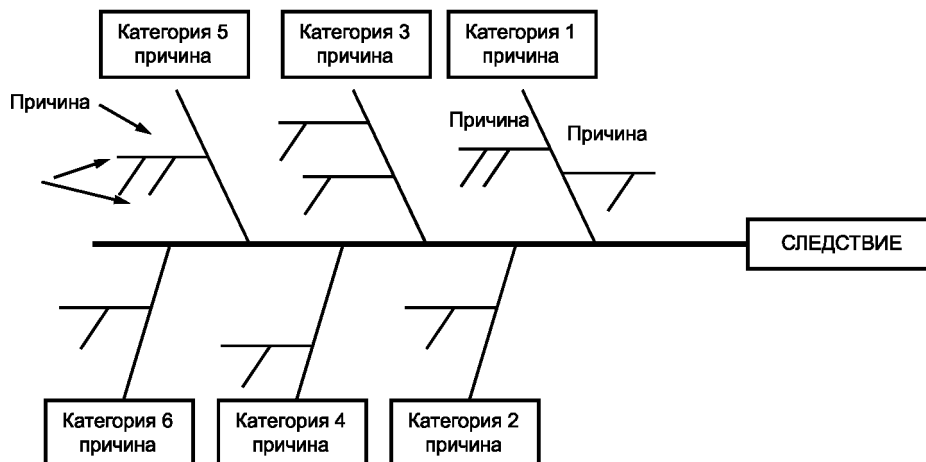 Категория 5
причина
Категория 3
причина
Категория 1
причина
Причина
Причина
Причина
СЛЕДСТВИЕ
Категория 6
причина
Категория 4
причина
Категория 2
причина